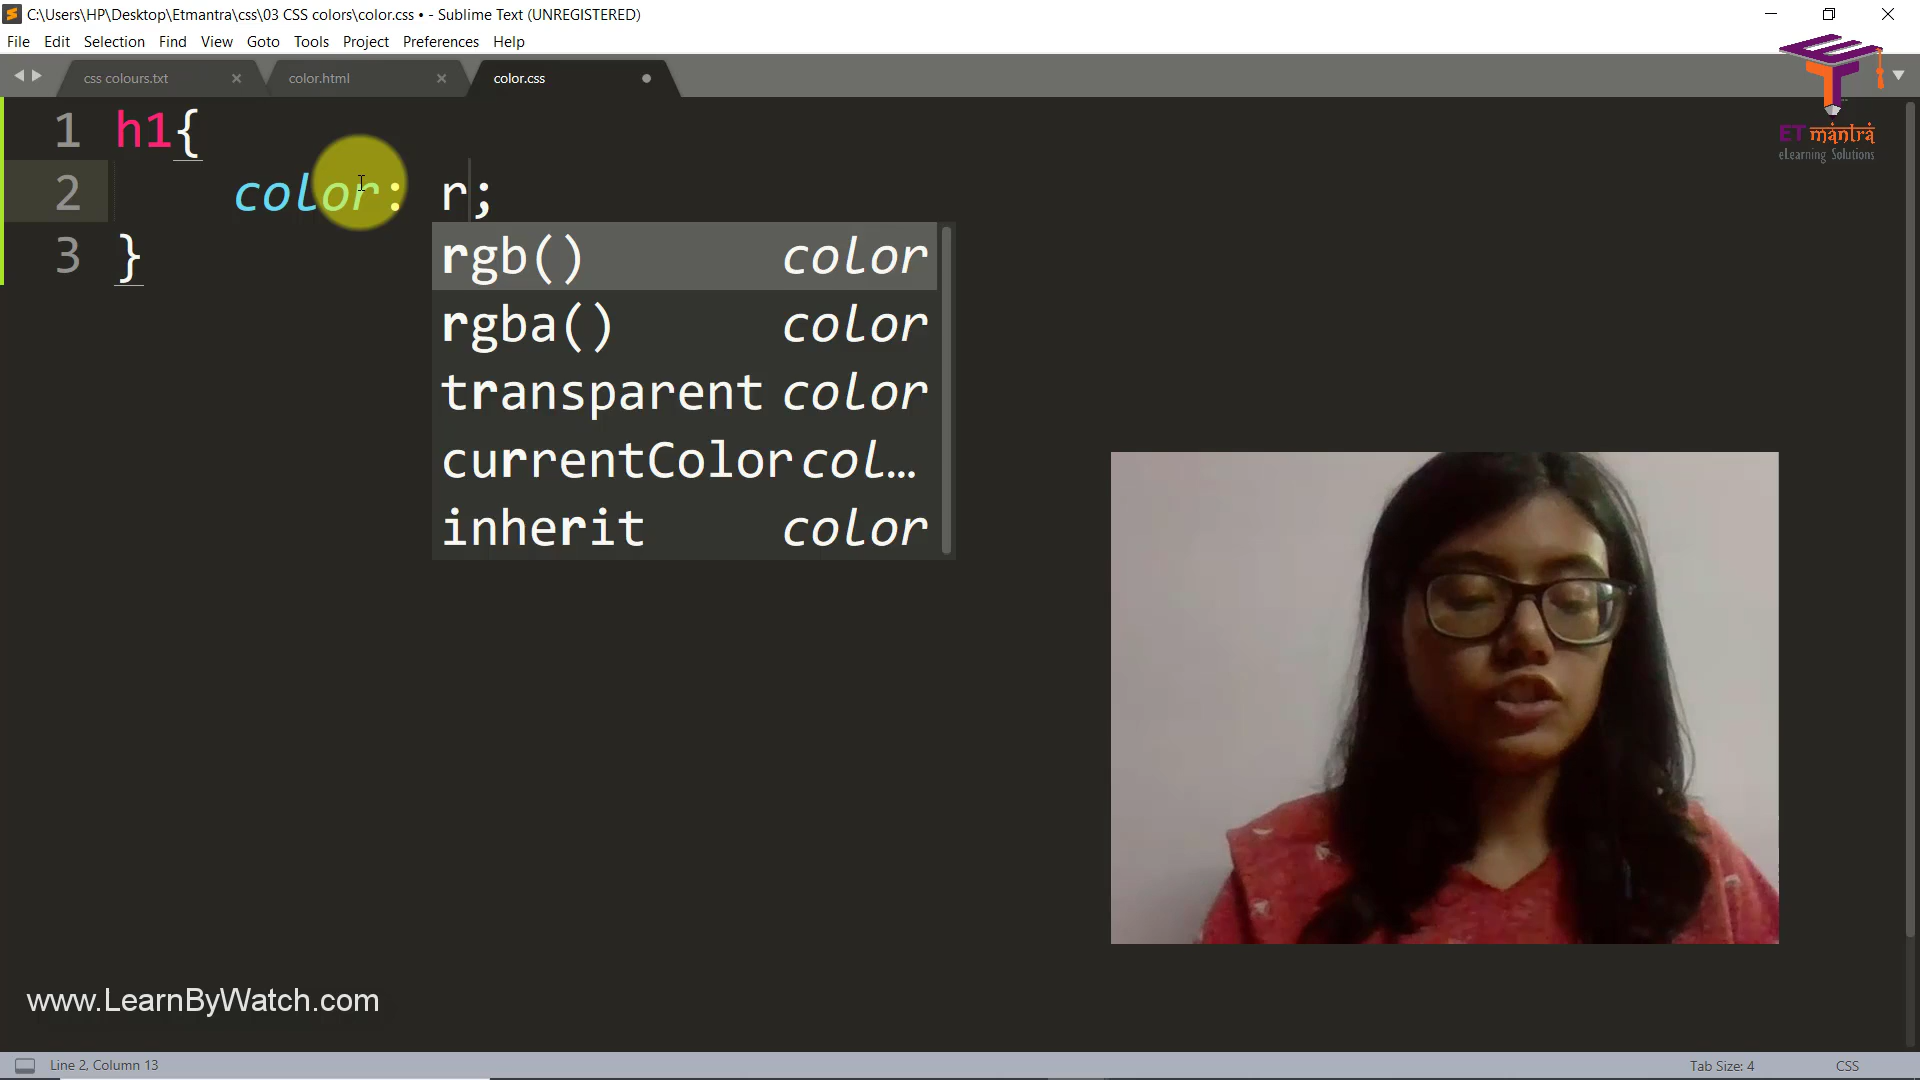 C:\Users\HP\Desktop\Etmantra\css\03 CSS colors\color.css • - Sublime Text (UNREGISTERED)
File Edit Selection Find View Goto Tools Project Preferences Help
css colours.txt color.html color.css
ET mantra
eLearning Solutions
1 h1{
2 color: r;
3 }
rgb() color
rgba() color
transparent color
currentColor col…
inherit color
www.LearnByWatch.com
Line 2, Column 13 Tab Size: 4 CSS